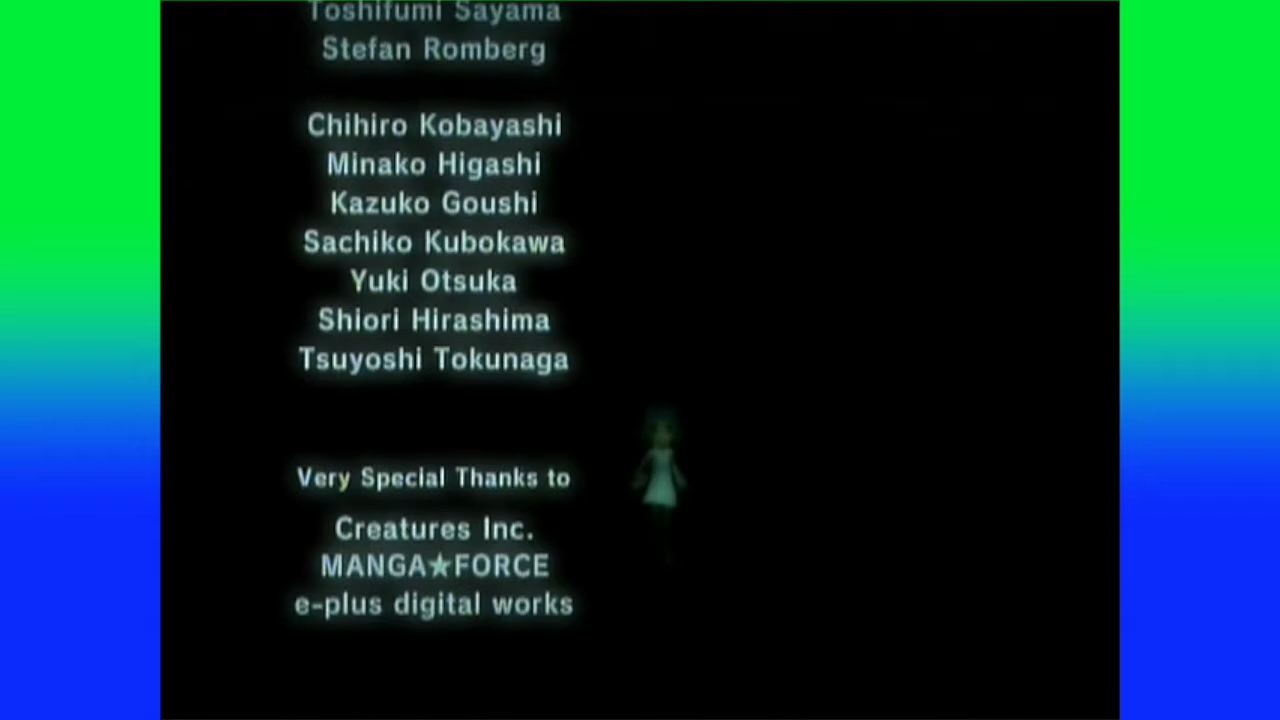 Toshifumi Sayama
Stefan Romberg
Chihiro Kobayashi
Minako Higashi
Kazuko Goushi
Sachiko Kubokawa
Yuki Otsuka
Shiori Hirashima
Tsuyoshi Tokunaga
Very Special Thanks to
Creatures Inc.
MANGA★FORCE
e-plus digital works